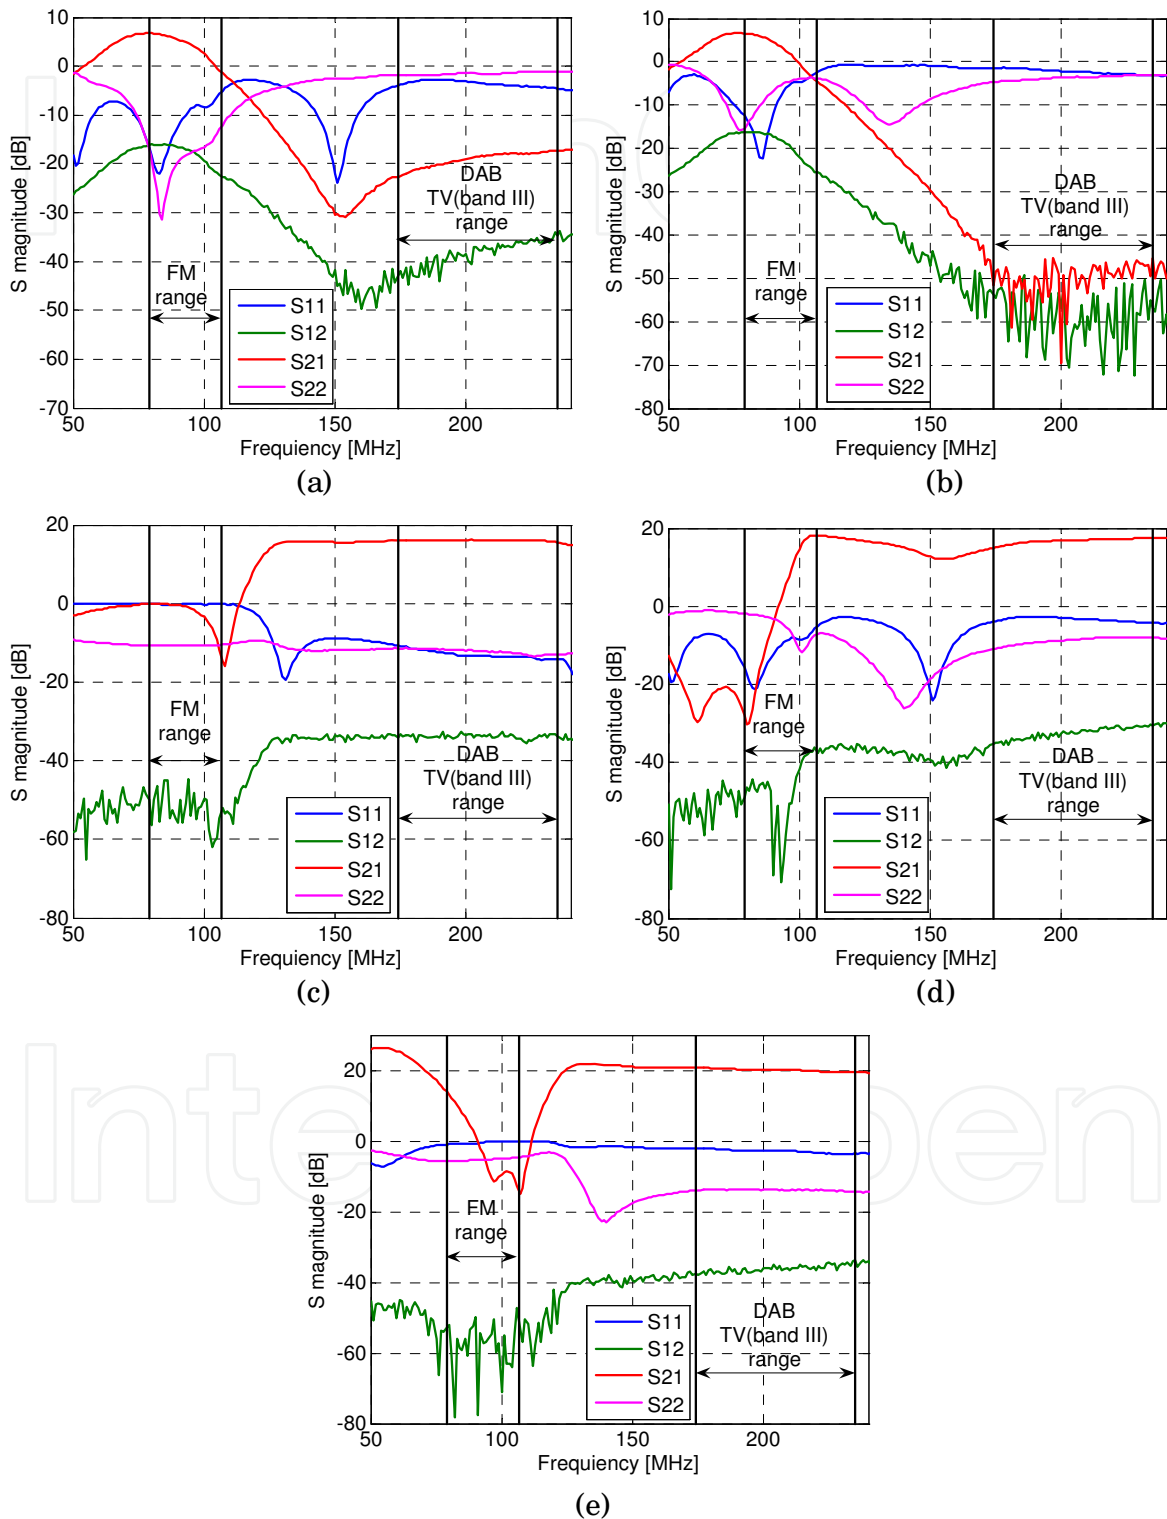 10
0
-10
-20
-30
-40
-50
-60
-70
50
100
150
200
S magnitude [dB]
Frequiency [MHz]
FM
range
DAB
TV(band III)
range
S11
S12
S21
S22
(a)
10
0
-10
-20
-30
-40
-50
-60
-70
-80
50
100
150
200
S magnitude [dB]
Frequiency [MHz]
FM
range
DAB
TV(band III)
range
S11
S12
S21
S22
(b)
20
0
-20
-40
-60
-80
50
100
150
200
S magnitude [dB]
Frequiency [MHz]
FM
range
DAB
TV(band III)
range
S11
S12
S21
S22
(c)
20
0
-20
-40
-60
-80
50
100
150
200
S magnitude [dB]
Frequiency [MHz]
FM
range
DAB
TV(band III)
range
S11
S12
S21
S22
(d)
20
0
-20
-40
-60
-80
50
100
150
200
S magnitude [dB]
Frequiency [MHz]
FM
range
DAB
TV(band III)
range
S11
S12
S21
S22
(e)